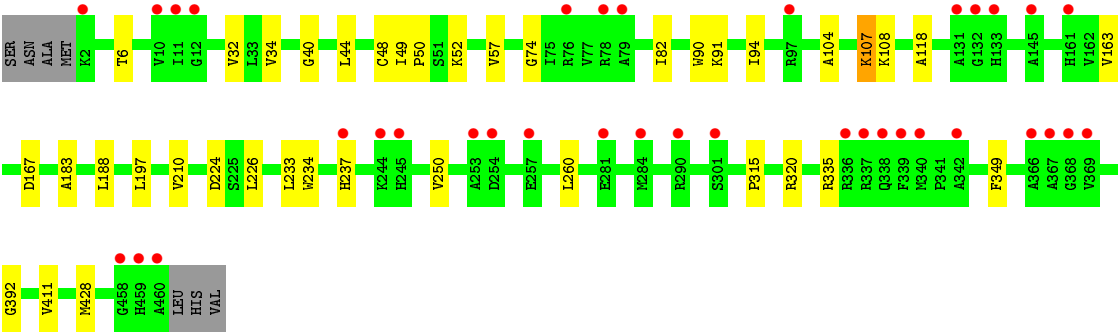 SER ASN ALA MET K2 T6 V10 I11 G12 V32 L33 V34 G40 L44 C48 I49 P50 S51 K52 V57 G74 I75 R76 V77 R78 A79 I82 W90 K91 I94 R97 A104 K107 K108 A118 A131 G132 H133 A145 H161 V162 V163
D167 A183 L188 L197 V210 D224 S225 L226 L233 W234 H237 K244 H245 V250 A253 D254 E257 L260 E281 M284 R290 S301 P315 R320 R335 R336 R337 Q338 F339 M340 P341 A342 F349 A366 A367 G368 V369
G392 V411 M428 G458 H459 A460 LEU HIS VAL